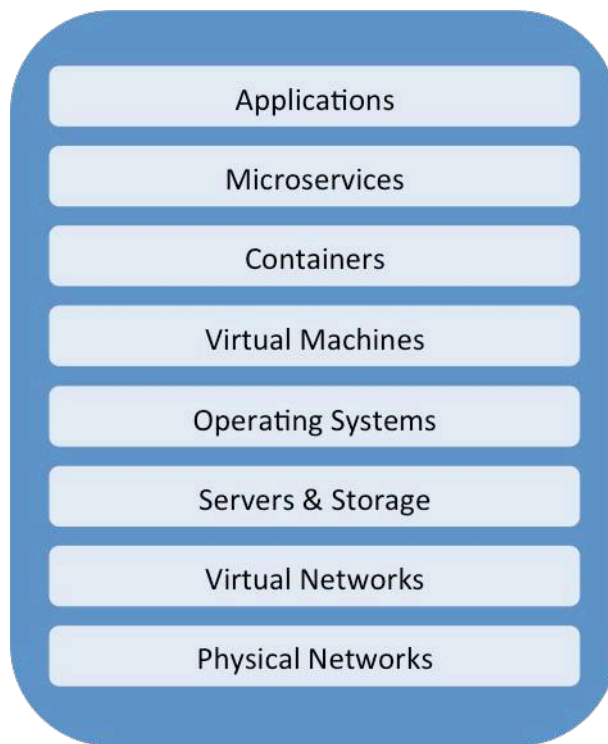 Applications
Microservices
Containers
Virtual Machines
Operating Systems
Servers & Storage
Virtual Networks
Physical Networks